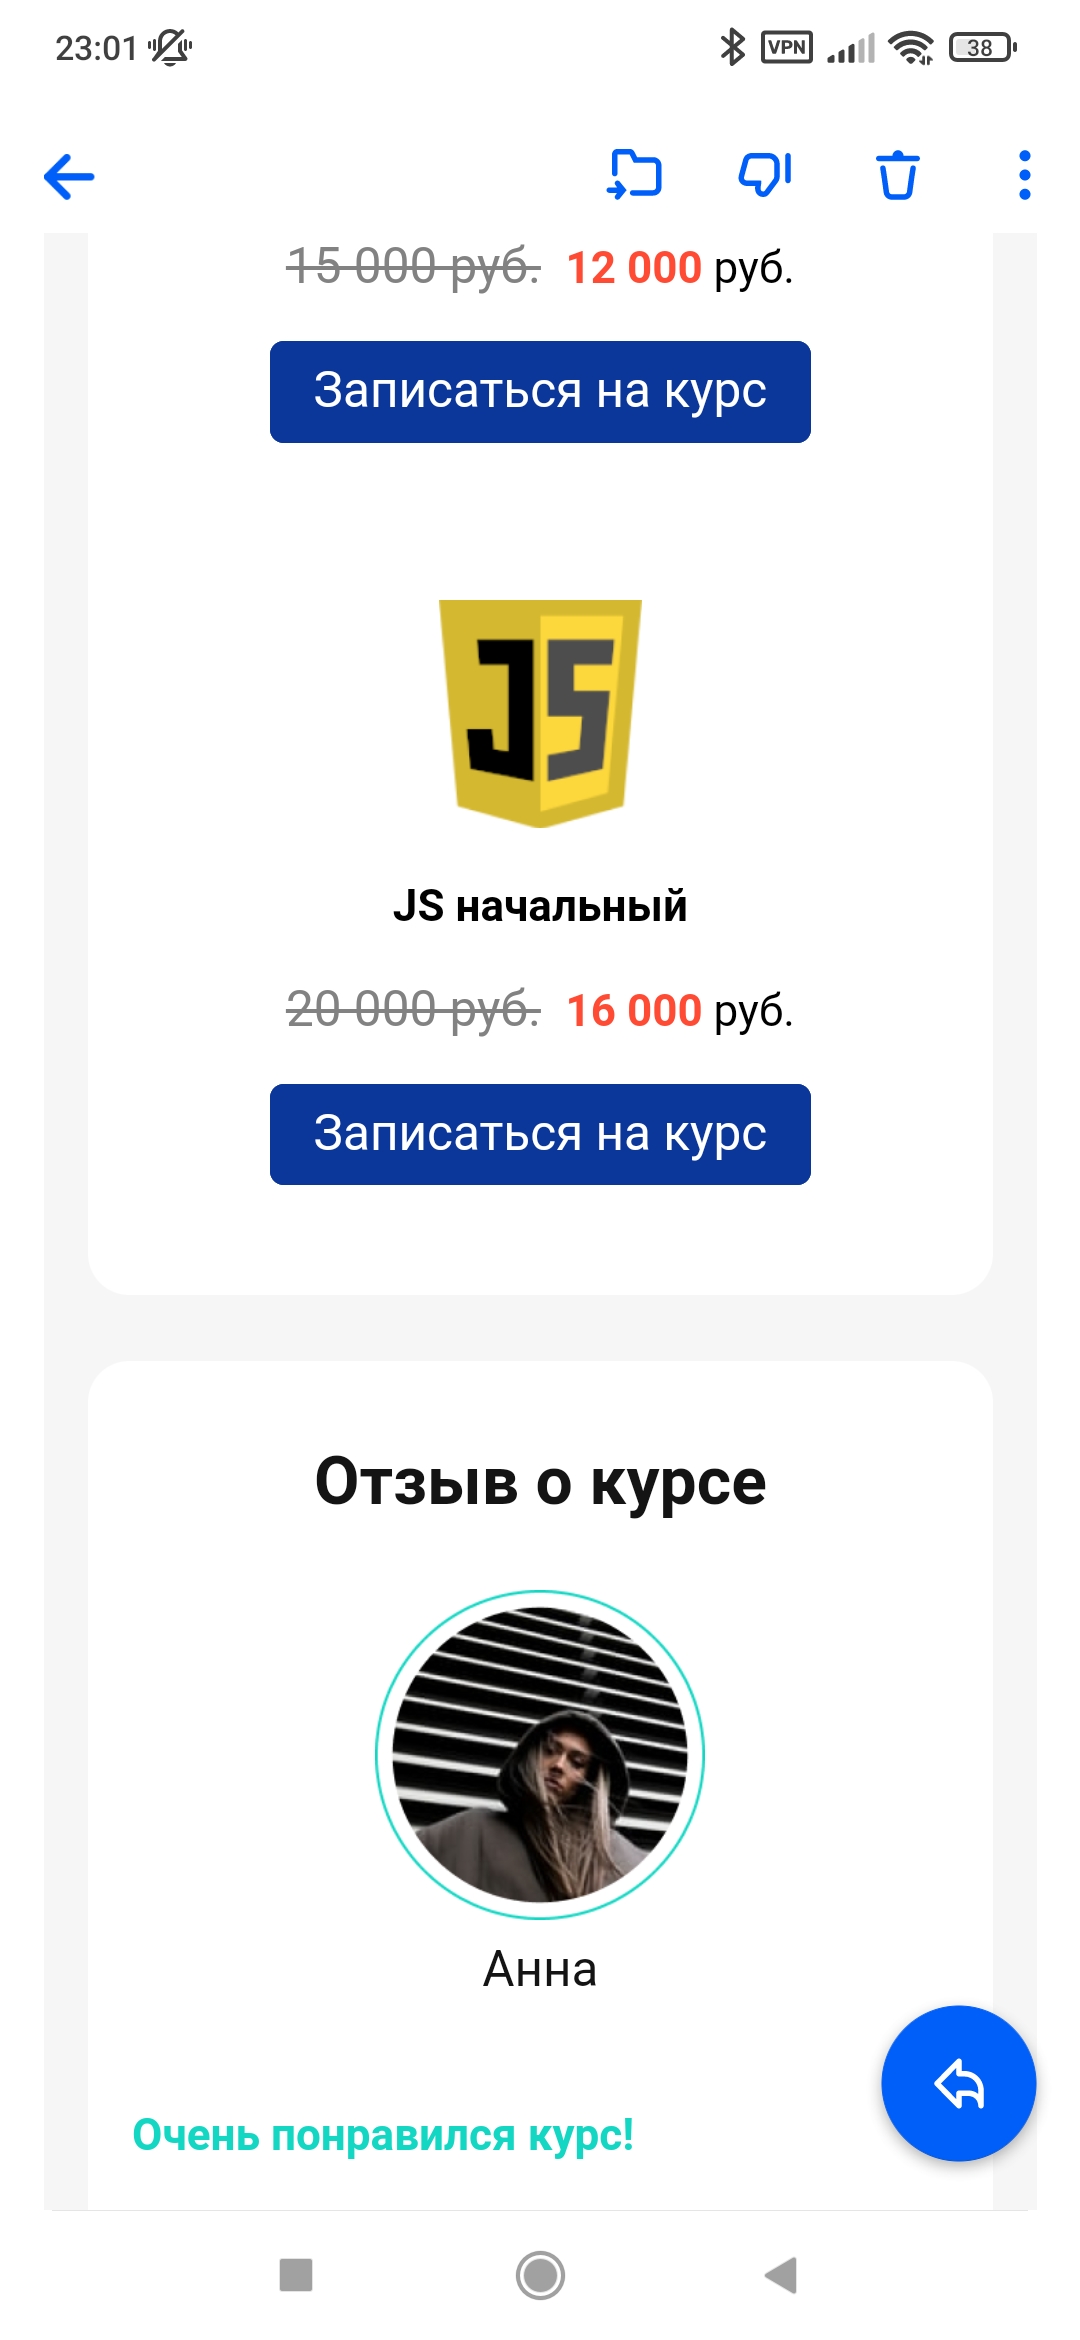 23:01
VPN
38
15 000 руб. 12 000 руб.
Записаться на курс
JS
JS начальный
20 000 руб. 16 000 руб.
Записаться на курс
Отзыв о курсе
Анна
Очень понравился курс!